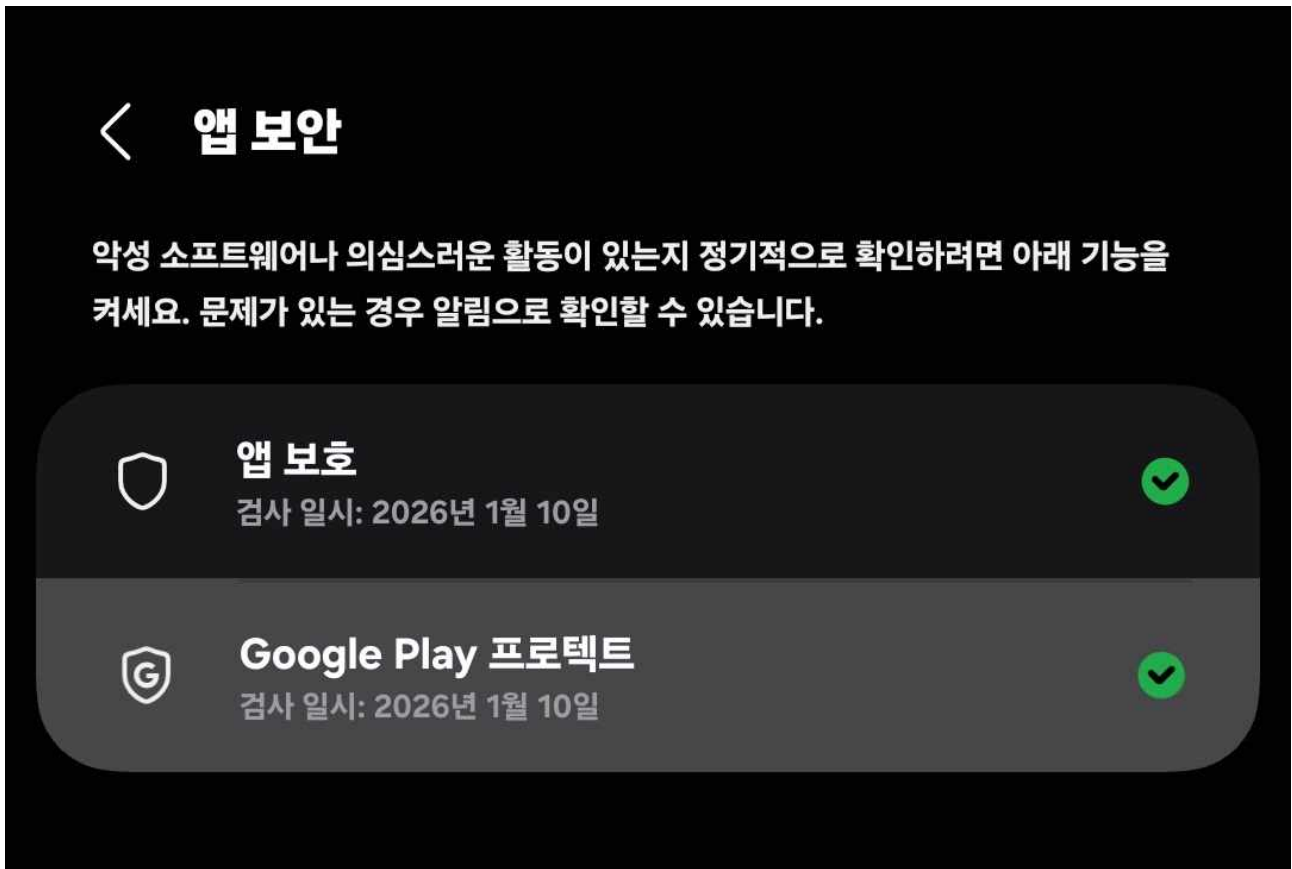 앱 보안
악성 소프트웨어나 의심스러운 활동이 있는지 정기적으로 확인하려면 아래 기능을
켜세요. 문제가 있는 경우 알림으로 확인할 수 있습니다.
앱 보호
검사 일시: 2026년 1월 10일
Google Play 프로텍트
검사 일시: 2026년 1월 10일